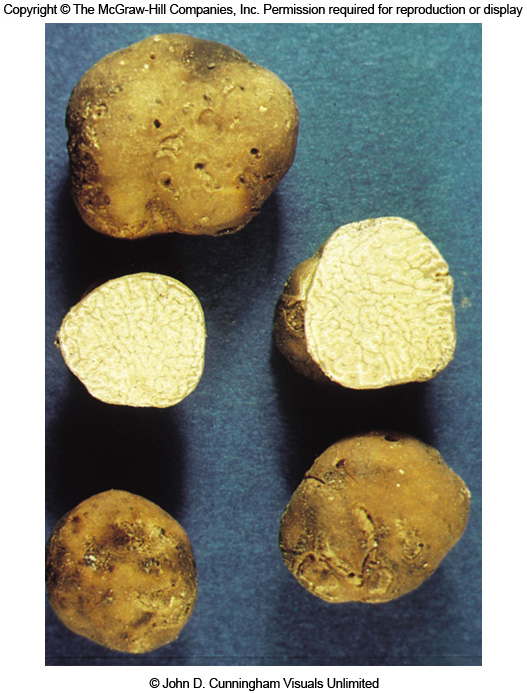 Copyright © The McGraw-Hill Companies, Inc. Permission required for reproduction or display
© John D. Cunningham Visuals Unlimited